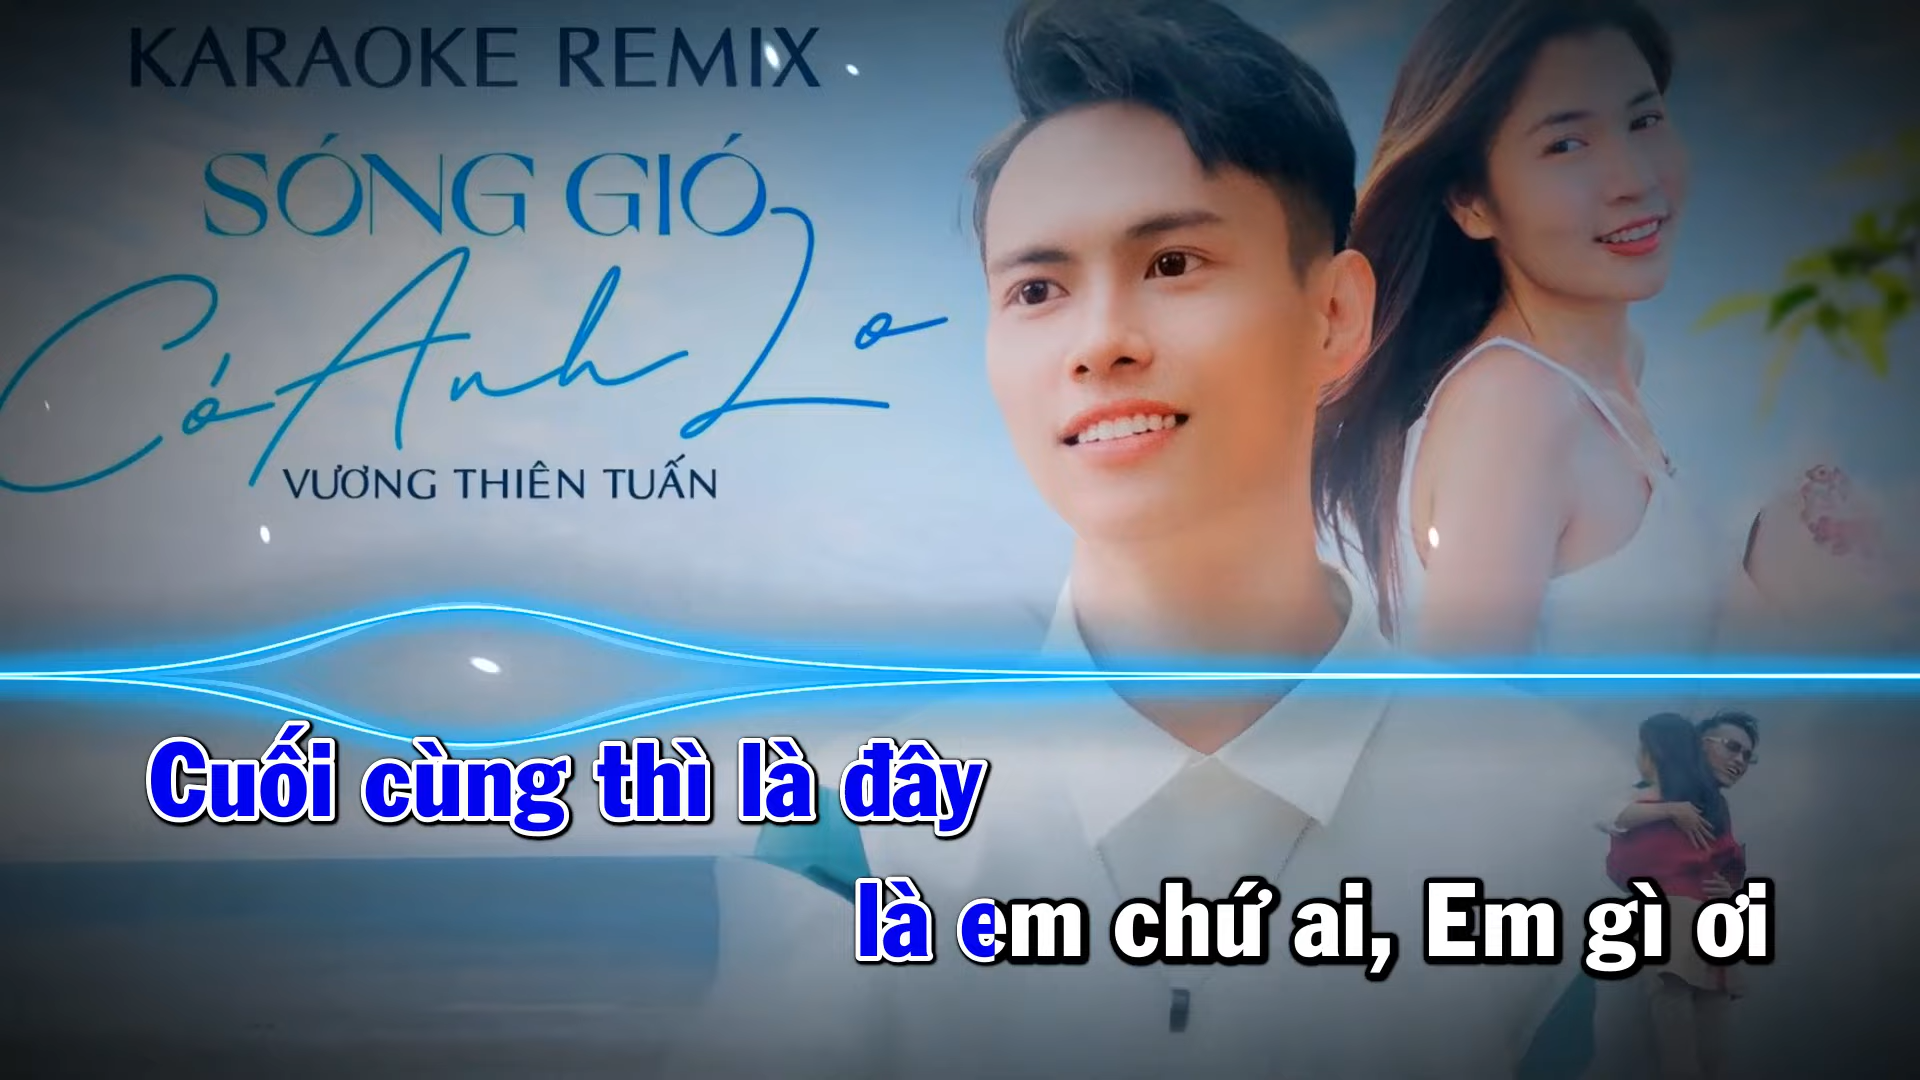 KARAOKE REMIX
SÓNG GIÓ
Có Anh Lo
VƯƠNG THIÊN TUẤN
Cuối cùng thì là đây
là em chứ ai, Em gì ơi